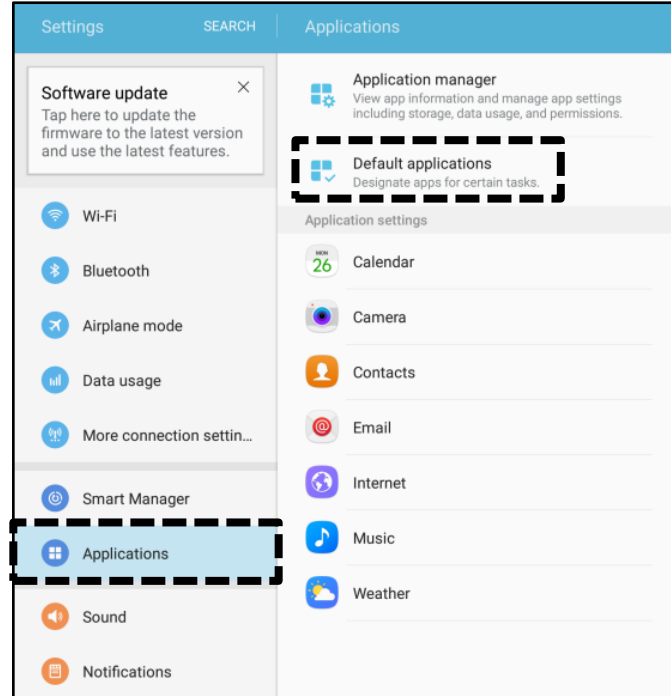 Settings
SEARCH
Software update
Tap here to update the
firmware to the latest version
and use the latest features.
Wi-Fi
Bluetooth
Airplane mode
Data usage
More connection settin...
Smart Manager
Applications
Sound
Notifications
Applications
Application manager
View app information and manage app settings
including storage, data usage, and permissions.
Default applications
Designate apps for certain tasks.
Application settings
MON
26
Calendar
Camera
Contacts
@
Email
Internet
Music
Weather